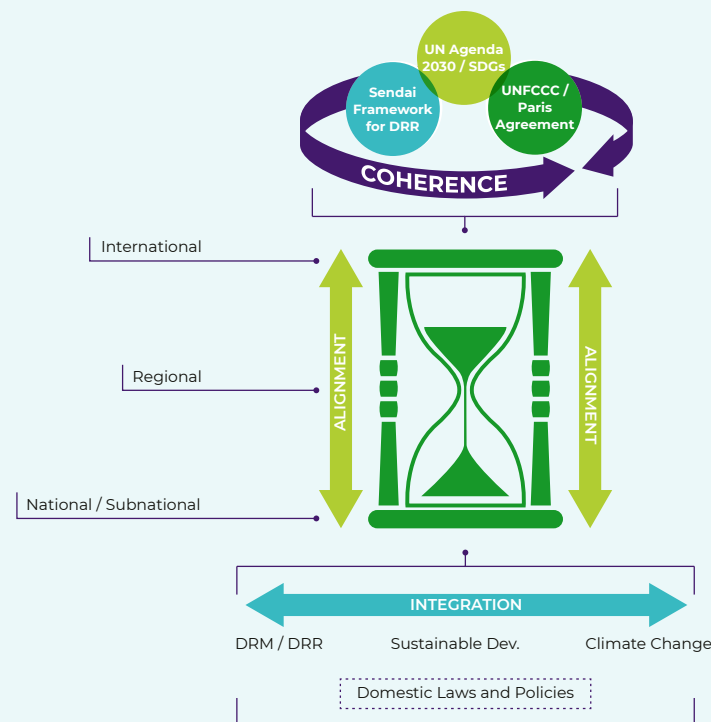 UN Agenda
2030 / SDGs
Sendai
Framework
for DRR
UNFCCC /
Paris
Agreement
COHERENCE
International
Regional
National / Subnational
ALIGNMENT
ALIGNMENT
INTEGRATION
DRM / DRR
Sustainable Dev.
Climate Change
Domestic Laws and Policies